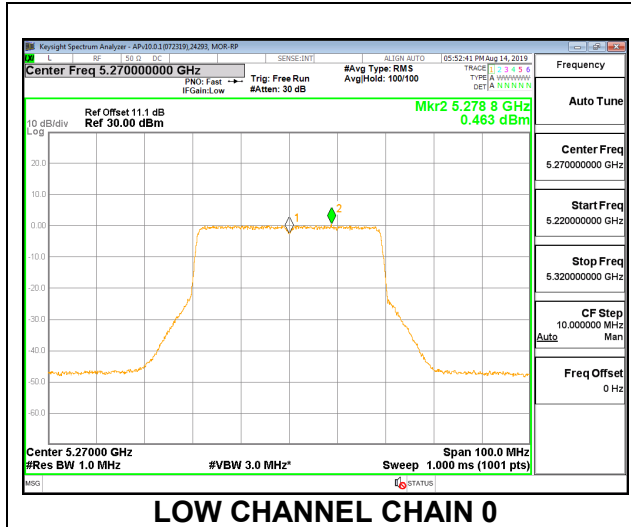 Keysight Spectrum Analyzer - APv10.0.1(072319),24293, MOR-RP
L RF 50 Ω DC SENSE:INT ALIGN AUTO 05:52:41 PM Aug 14, 2019
Center Freq 5.270000000 GHz
PNO: Fast
IFGain:Low
Trig: Free Run
#Atten: 30 dB
#Avg Type: RMS
Avg|Hold: 100/100
TRACE 1 2 3 4 5 6
TYPE A WWWWW
DET A N N N N N
Frequency
Ref Offset 11.1 dB
10 dB/div Ref 30.00 dBm
Log
Mkr2 5.278 8 GHz
0.463 dBm
20.0
10.0
0.00
-10.0
-20.0
-30.0
-40.0
-50.0
-60.0
1
2
Center 5.27000 GHz
Span 100.0 MHz
#Res BW 1.0 MHz
#VBW 3.0 MHz*
Sweep 1.000 ms (1001 pts)
Auto Tune
Center Freq
5.270000000 GHz
Start Freq
5.220000000 GHz
Stop Freq
5.320000000 GHz
CF Step
10.000000 MHz
Auto Man
Freq Offset
0 Hz
MSG
STATUS
LOW CHANNEL CHAIN 0